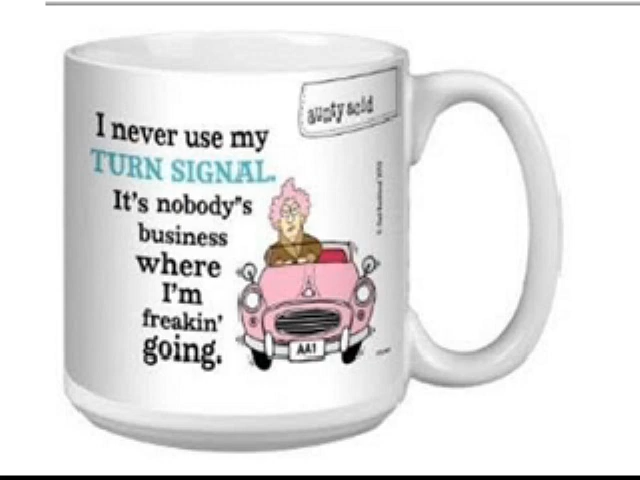 aunty acid
I never use my
TURN SIGNAL.
It's nobody"s
business
where
I'm
freakin'
going.
AA1